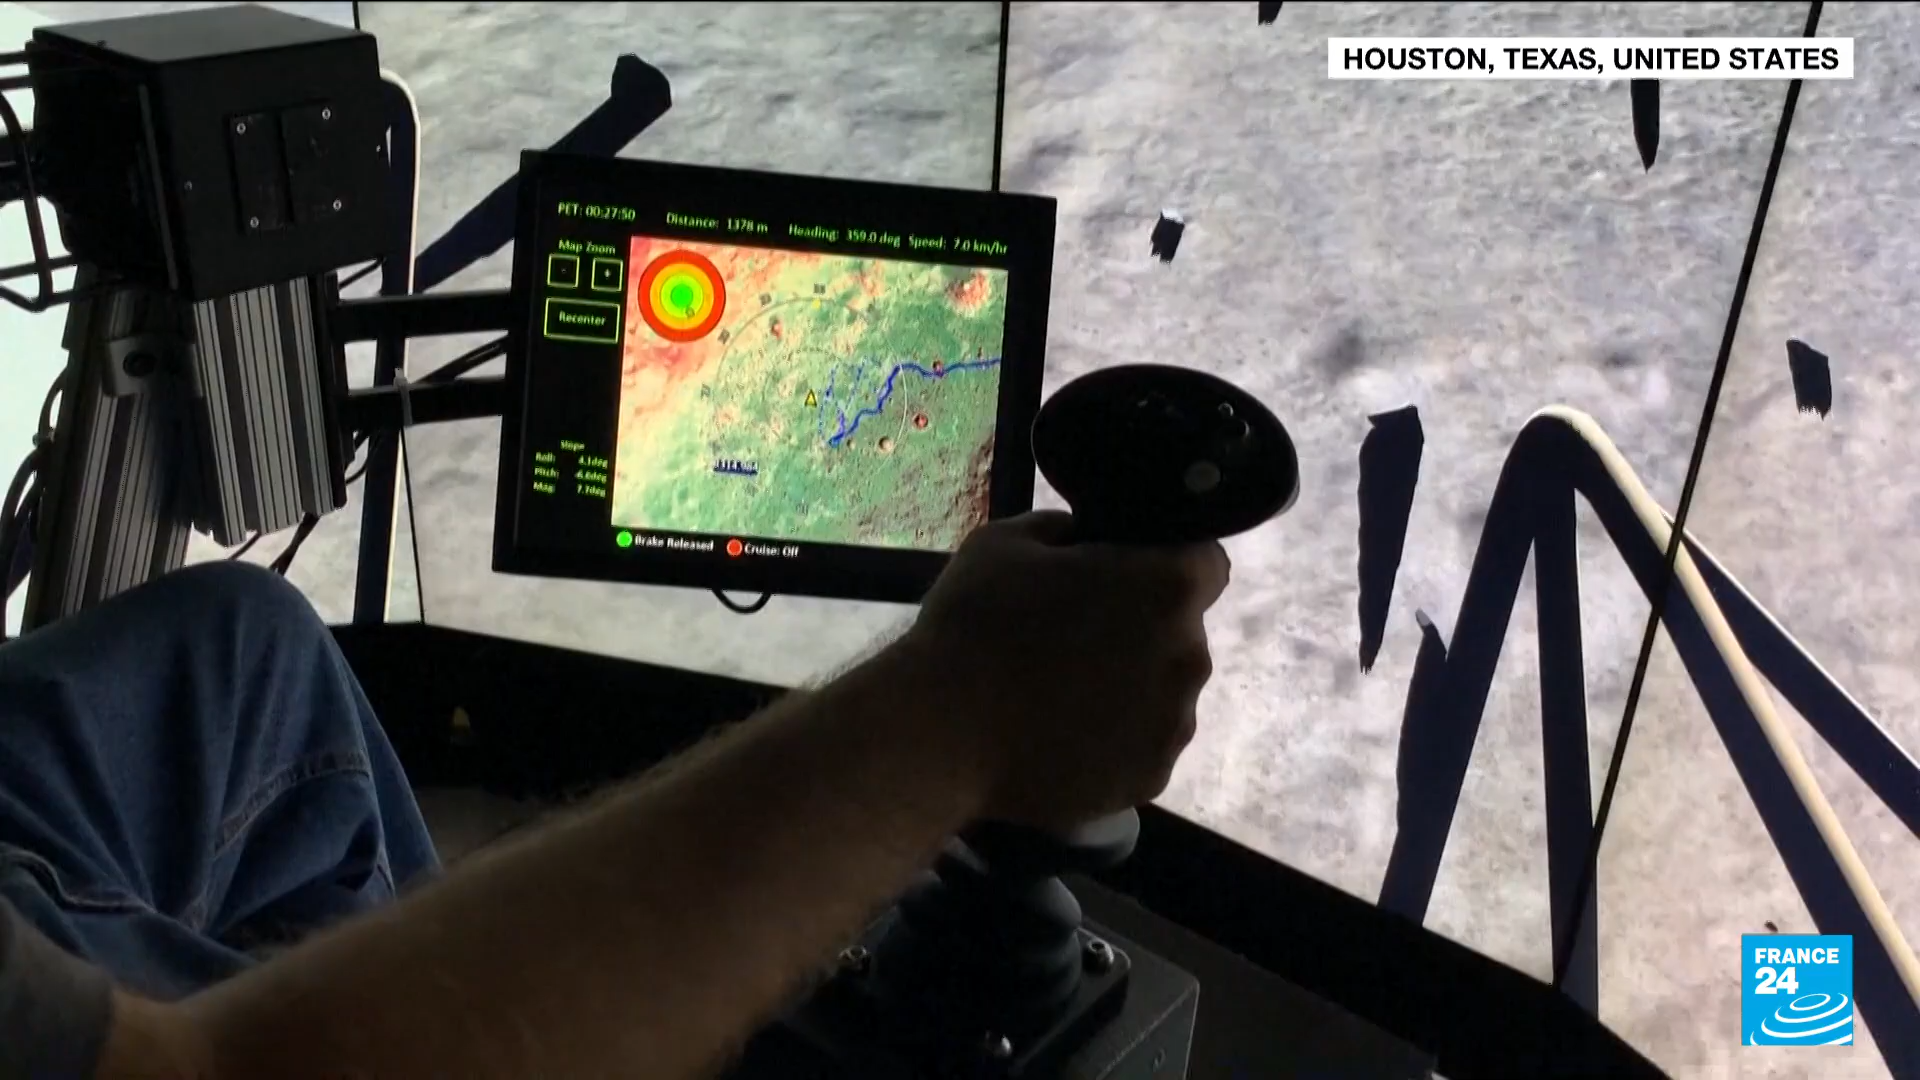 HOUSTON, TEXAS, UNITED STATES
PET: 00:27:50 Distance: 1378 m Heading: 359.0 deg Speed: 7.0 km/hr
Map Zoom
- +
Recenter
Slope
Roll: 4.1deg
Pitch: -6.6deg
Mag: 7.7deg
Brake Released Cruise: Off
FRANCE
24